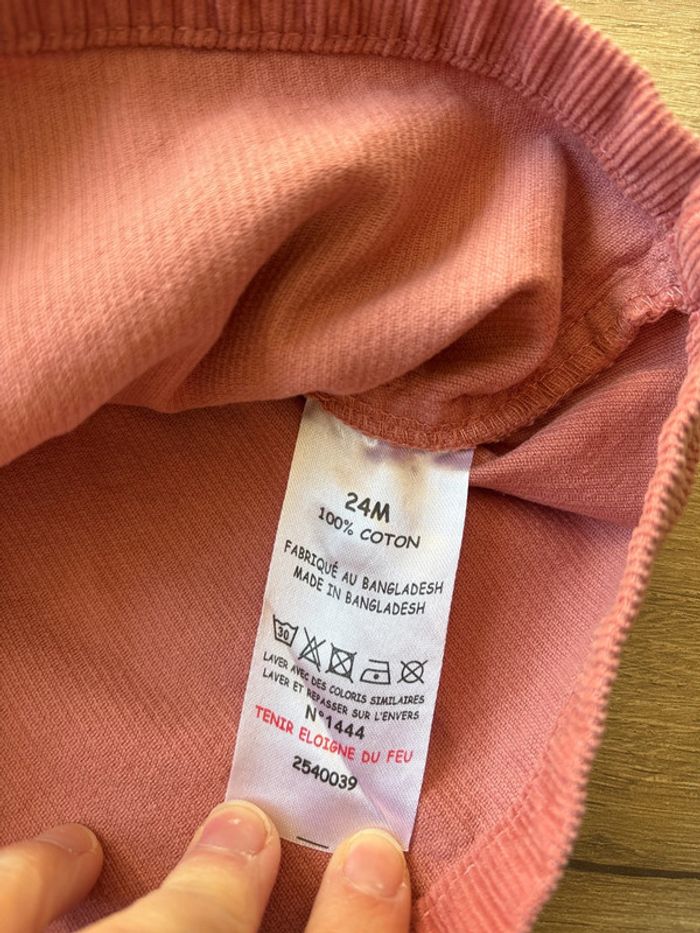 24M
100% COTON
FABRIQUÉ AU BANGLADESH
MADE IN BANGLADESH
30
LAVER AVEC DES COLORIS SIMILAIRES
LAVER ET REPASSER SUR L'ENVERS
N°1444
TENIR ELOIGNE DU FEU
2540039